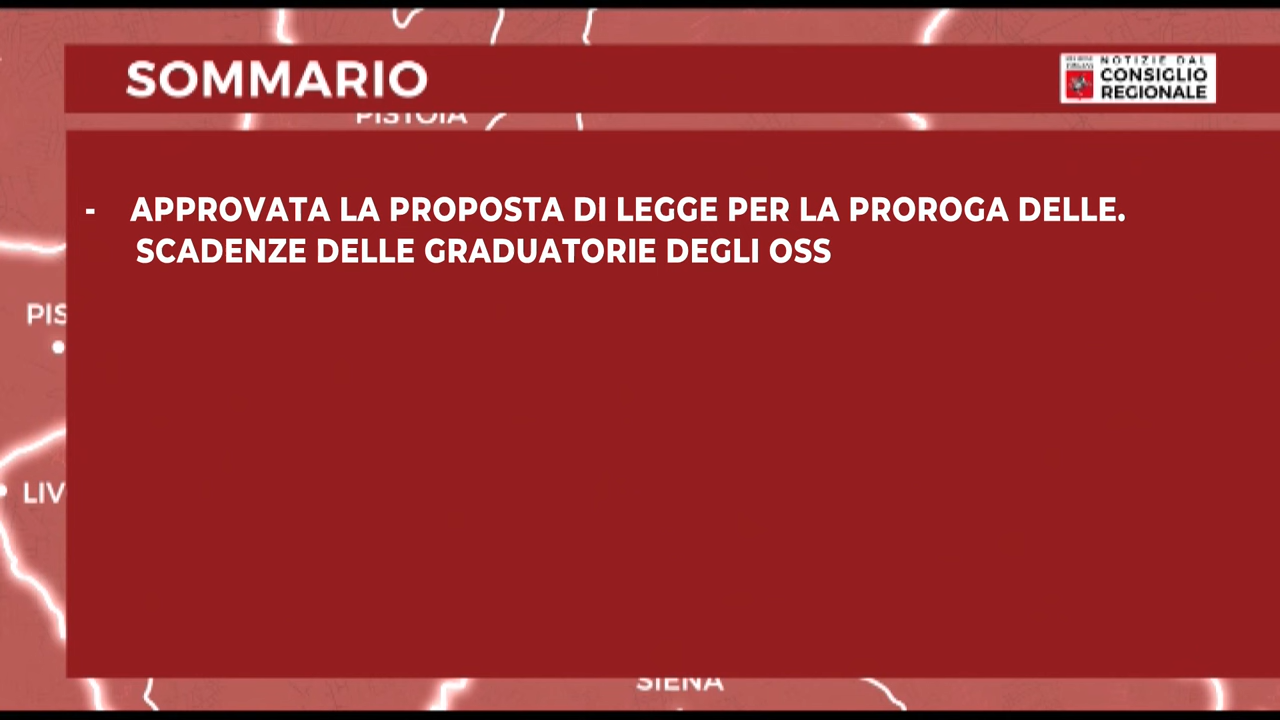 SOMMARIO
NOTIZIE DAL
CONSIGLIO
REGIONALE
PISTOIA
- APPROVATA LA PROPOSTA DI LEGGE PER LA PROROGA DELLE.
SCADENZE DELLE GRADUATORIE DEGLI OSS
PIS
LIV
SIENA